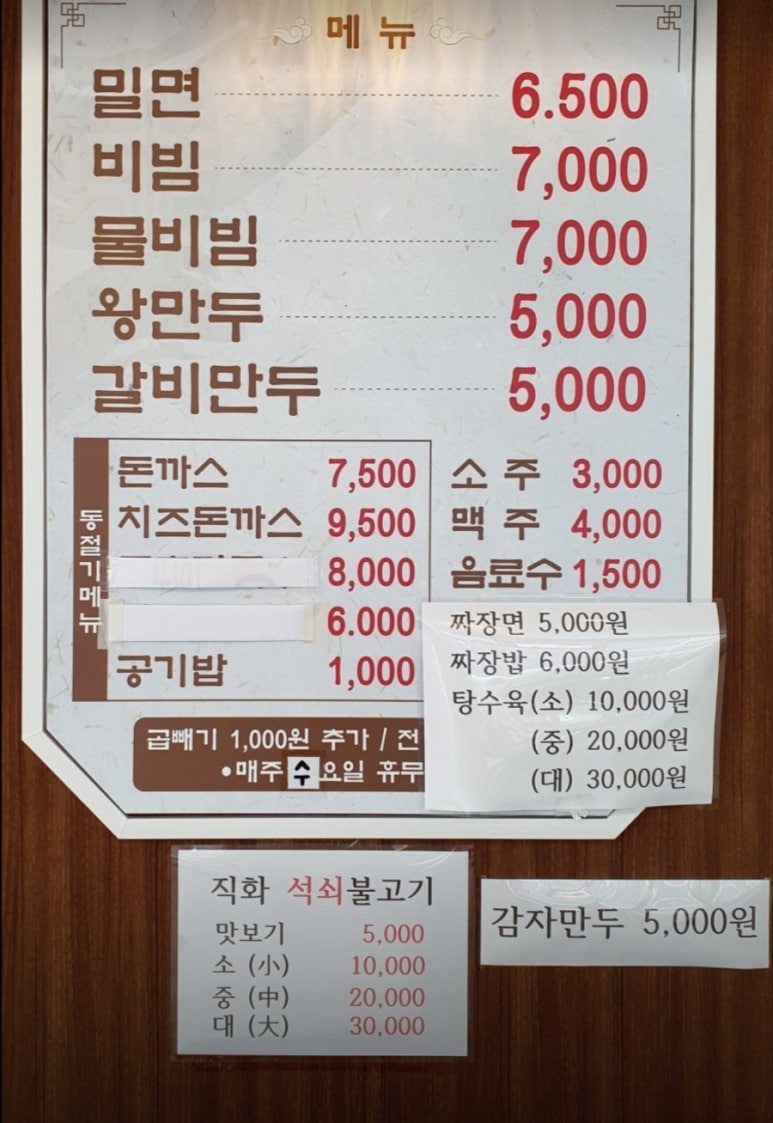 메뉴
밀면 6.500
비빔 7,000
물비빔 7,000
왕만두 5,000
갈비만두 5,000
동절기메뉴
돈까스 7,500
치즈돈까스 9,500
8,000
6.000
공기밥 1,000
소주 3,000
맥주 4,000
음료수 1,500
짜장면 5,000원
짜장밥 6,000원
탕수육(소) 10,000원
(중) 20,000원
(대) 30,000원
곱빼기 1,000원 추가 / 전
•매주 수요일 휴무
직화 석쇠불고기
맛보기 5,000
소 (小) 10,000
중 (中) 20,000
대 (大) 30,000
감자만두 5,000원